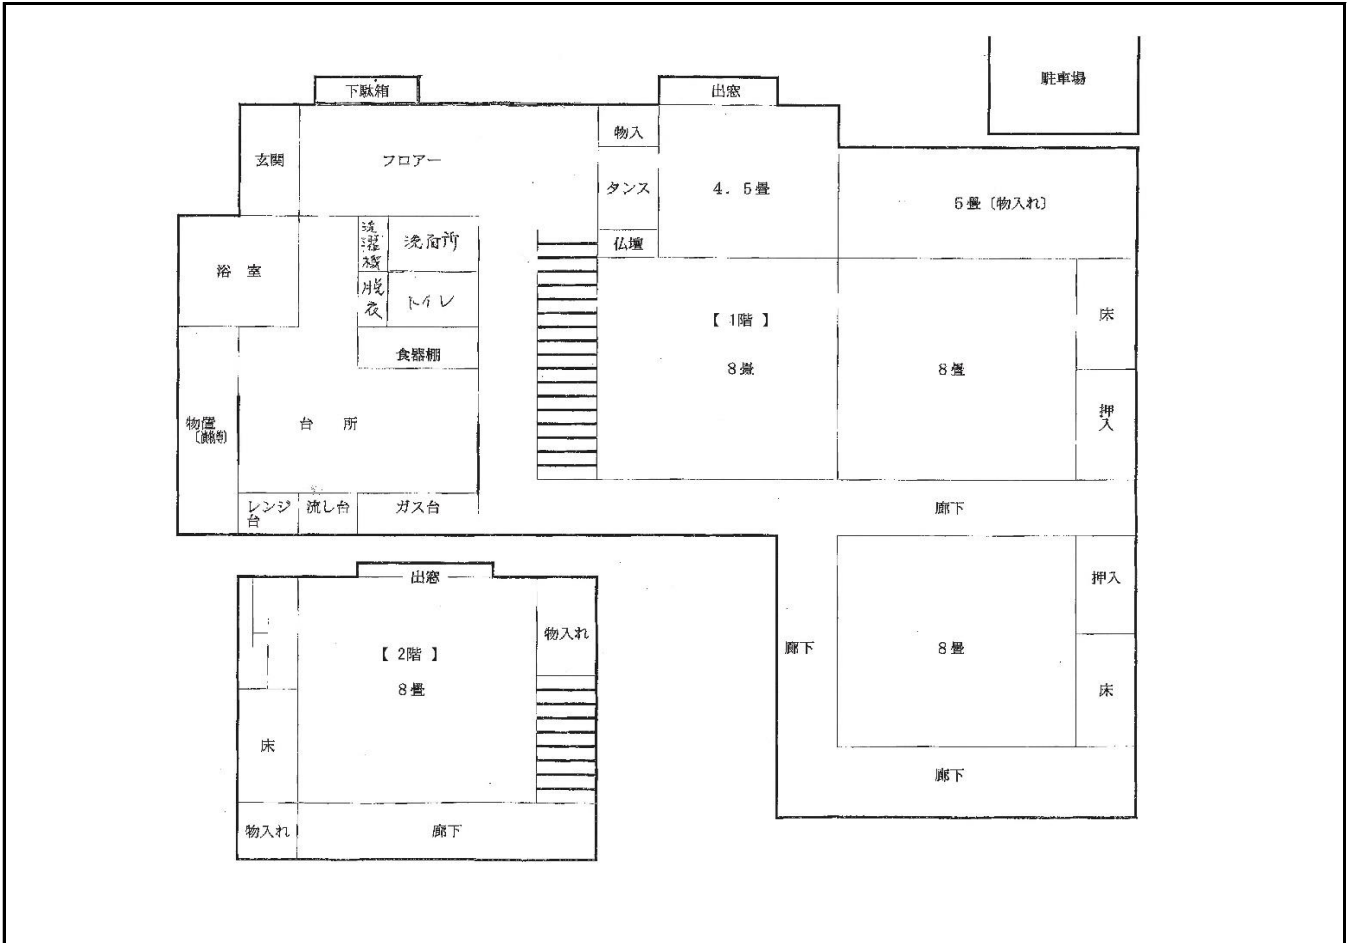 駐車場
下駄箱
出窓
玄関
フロアー
物入
タンス
4．5畳
5畳〔物入れ〕
仏壇
洗濯機
洗面所
浴　室
脱衣
トイレ
食器棚
【 1階 】
8畳
8畳
床
押入
物置
台　所
レンジ台
流し台
ガス台
廊下
廊下
8畳
押入
床
廊下
出窓
【 2階 】
8畳
物入れ
床
物入れ
廊下